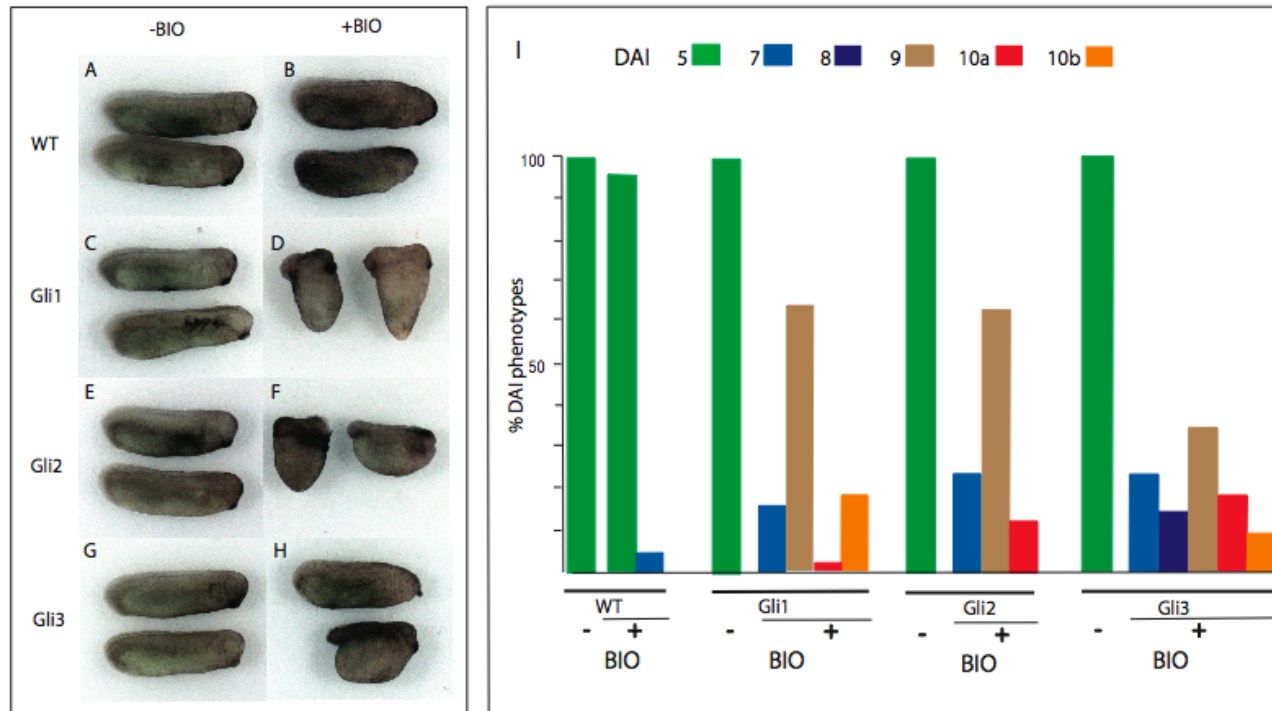 -BIO +BIO
A B
WT
C D
Gli1
E F
Gli2
G H
Gli3
I DAI 5 7 8 9 10a 10b
100
50
% DAI phenotypes
WT Gli1 Gli2 Gli3
- + - + - + - +
BIO BIO BIO BIO